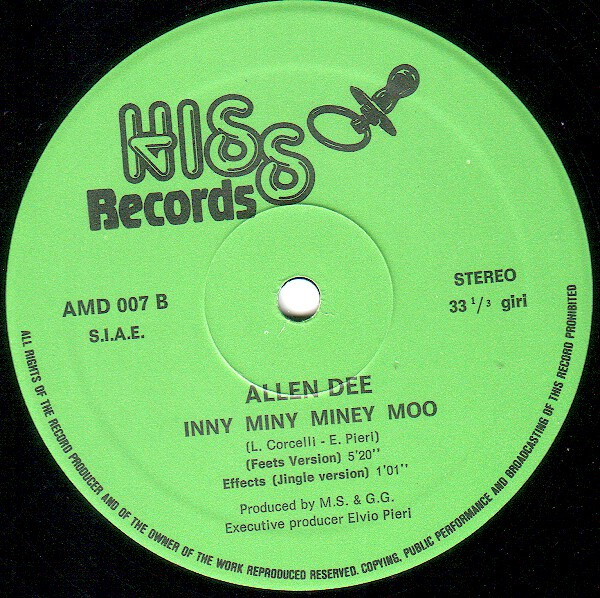 HISS
Records
AMD 007 B
S.I.A.E.
STEREO
33 1/3 giri
ALLEN DEE
INNY MINY MINEY MOO
(L. Corcelli - E. Pieri)
(Feets Version) 5'20''
Effects (Jingle version) 1'01''
Produced by M.S. & G.G.
Executive producer Elvio Pieri
ALL RIGHTS OF THE RECORD PRODUCER AND OF THE OWNER OF THE WORK REPRODUCED RESERVED. COPYING, PUBLIC PERFORMANCE AND BROADCASTING OF THIS RECORD PROHIBITED